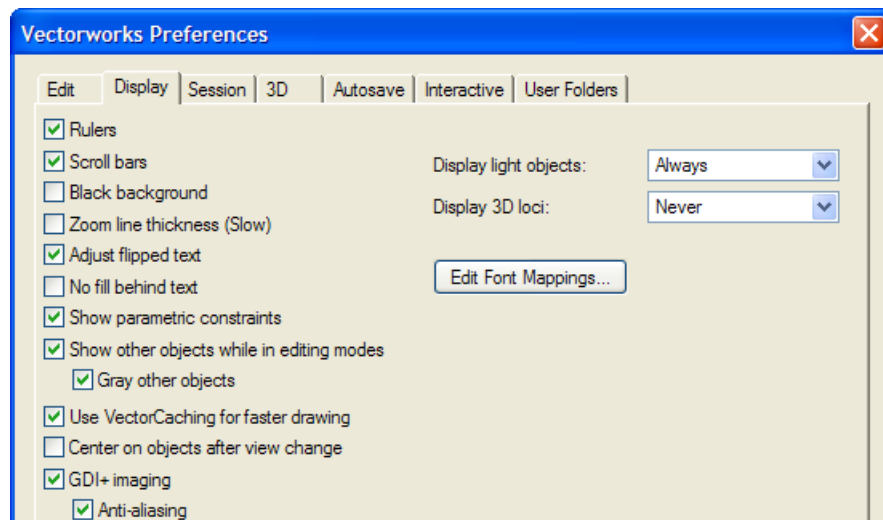 Vectorworks Preferences
Edit Display Session 3D Autosave Interactive User Folders
Rulers
Scroll bars
Display light objects: Always
Black background
Display 3D loci: Never
Zoom line thickness (Slow)
Adjust flipped text
Edit Font Mappings...
No fill behind text
Show parametric constraints
Show other objects while in editing modes
Gray other objects
Use VectorCaching for faster drawing
Center on objects after view change
GDI+ imaging
Anti-aliasing